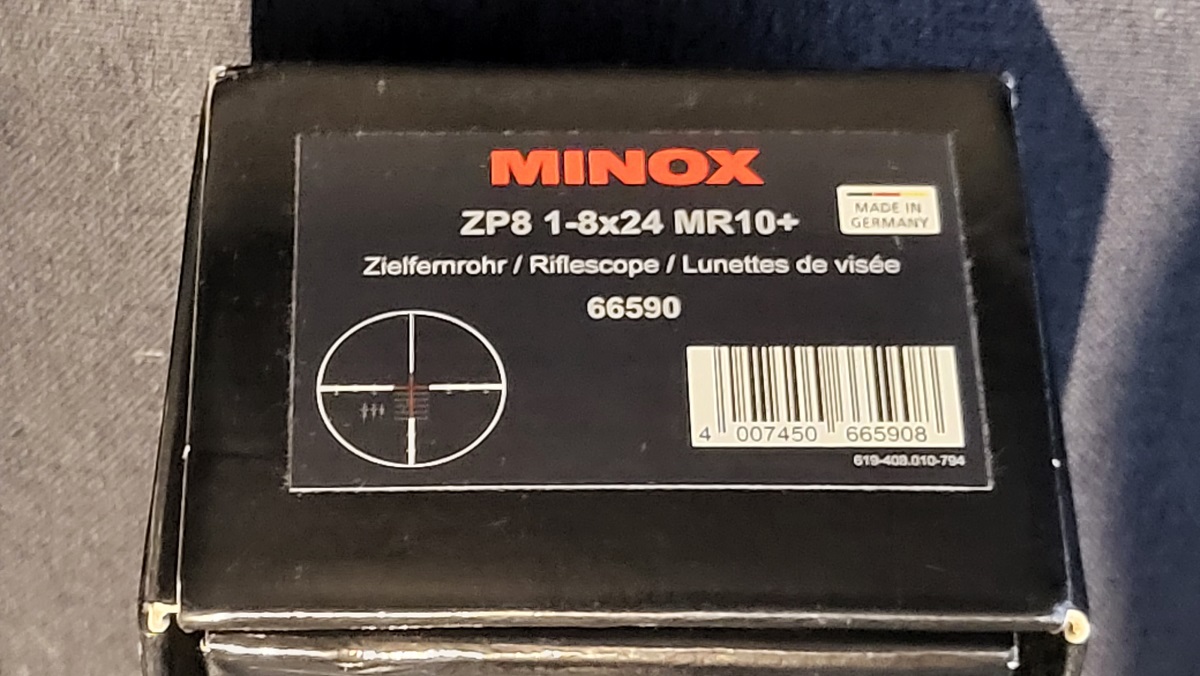 MINOX
ZP8 1-8x24 MR10+
MADE IN
GERMANY
Zielfernrohr / Riflescope / Lunettes de visée
66590
4 007450 665908
619-408.010-794